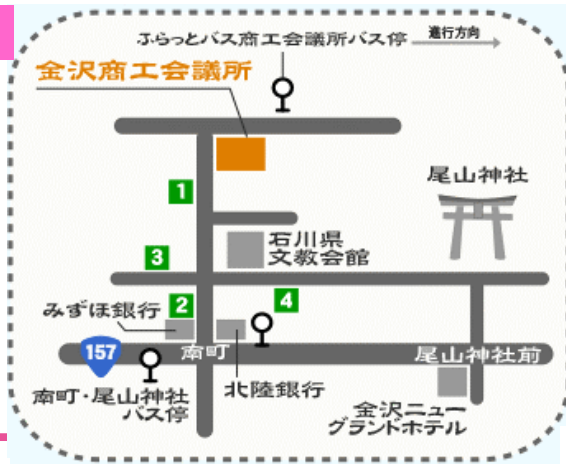 ふらっとバス商工会議所バス停
進行方向
金沢商工会議所
尾山神社
1
石川県
文教会館
3
みずほ銀行
2
4
157
南町
尾山神社前
南町・尾山神社
バス停
北陸銀行
金沢ニュー
グランドホテル